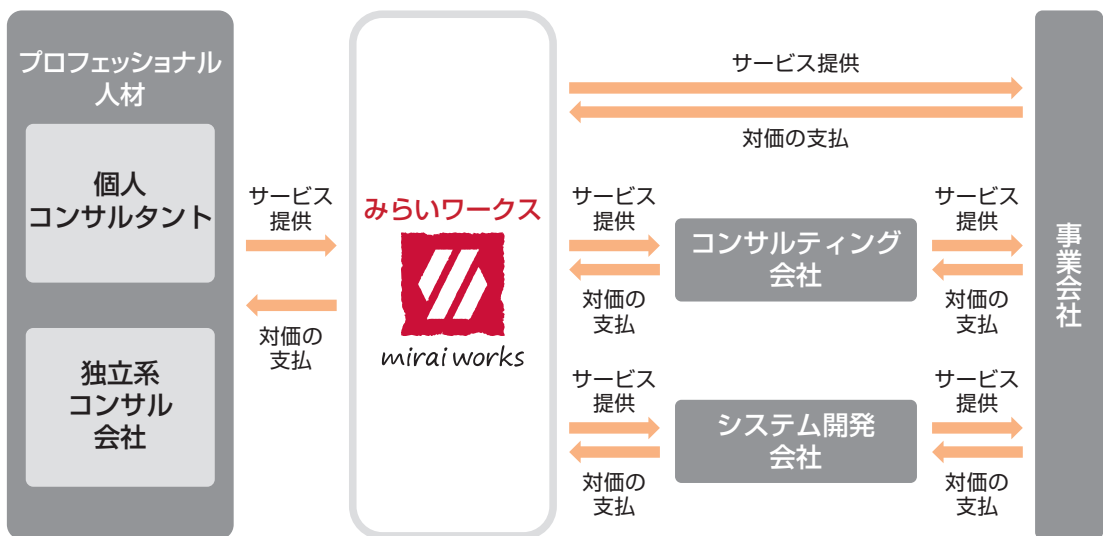 プロフェッショナル
人材
個人
コンサルタント
独立系
コンサル
会社
サービス
提供
対価の
支払
みらいワークス
mirai works
サービス提供
対価の支払
サービス
提供
対価の
支払
コンサルティング
会社
サービス
提供
対価の
支払
サービス
提供
対価の
支払
システム開発
会社
サービス
提供
対価の
支払
事業会社